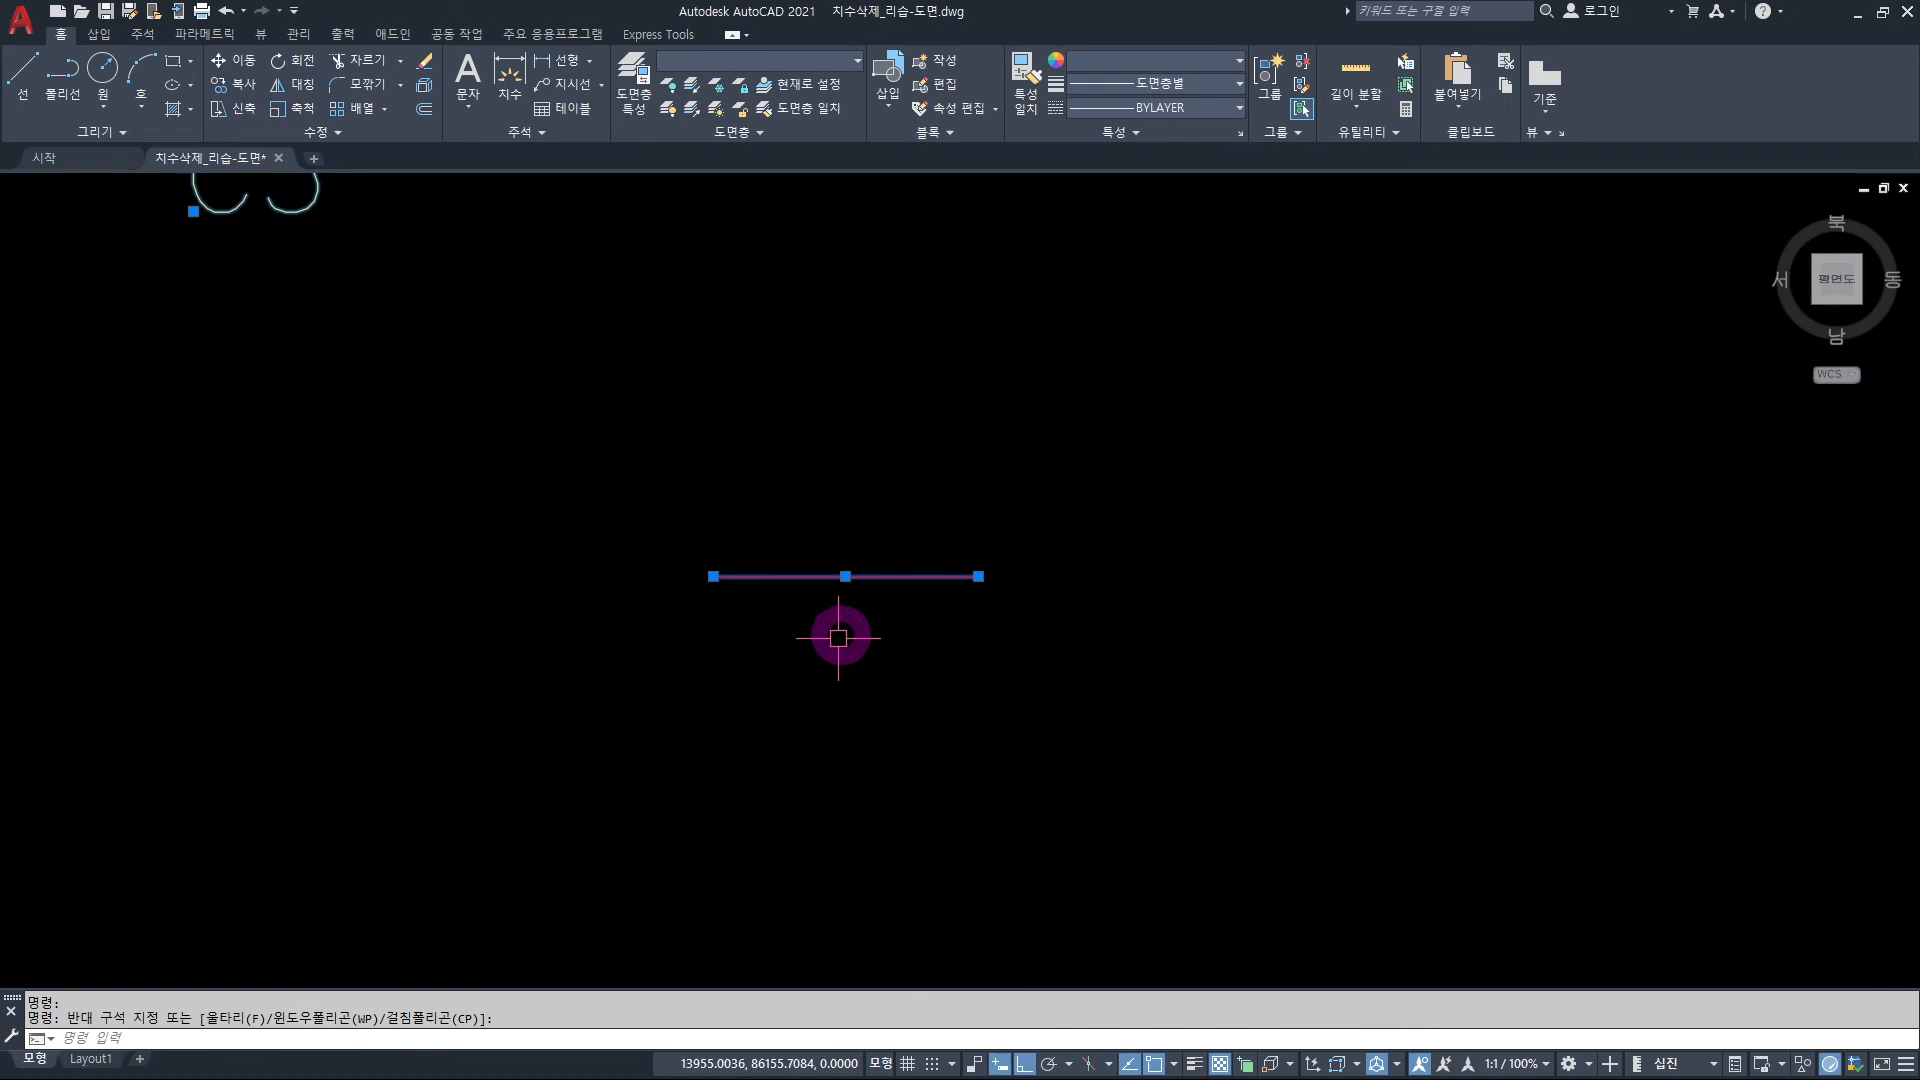 Autodesk AutoCAD 2021 치수삭제_리습-도면.dwg 키워드 또는 구절 입력 로그인
홈 삽입 주석 파라메트릭 뷰 관리 출력 애드인 공동 작업 주요 응용프로그램 Express Tools
이동 회전 자르기 선형 작성
선 폴리선 원 호 복사 대칭 모깎기 문자 치수 지시선 도면층 특성 현재로 설정 삽입 편집 특성 일치 도면층별 그룹 길이 분할 붙여넣기 기준
신축 축척 배열 테이블 도면층 일치 속성 편집 BYLAYER
그리기 수정 주석 도면층 블록 특성 그룹 유틸리티 클립보드 뷰
시작 치수삭제_리습-도면*
북
서 평면도 동
남
WCS
명령:
명령: 반대 구석 지정 또는 [울타리(F)/윈도우폴리곤(WP)/걸침폴리곤(CP)]:
명령 입력
모형 Layout1
13955.0036, 86155.7084, 0.0000 모형 1:1 / 100% 십진